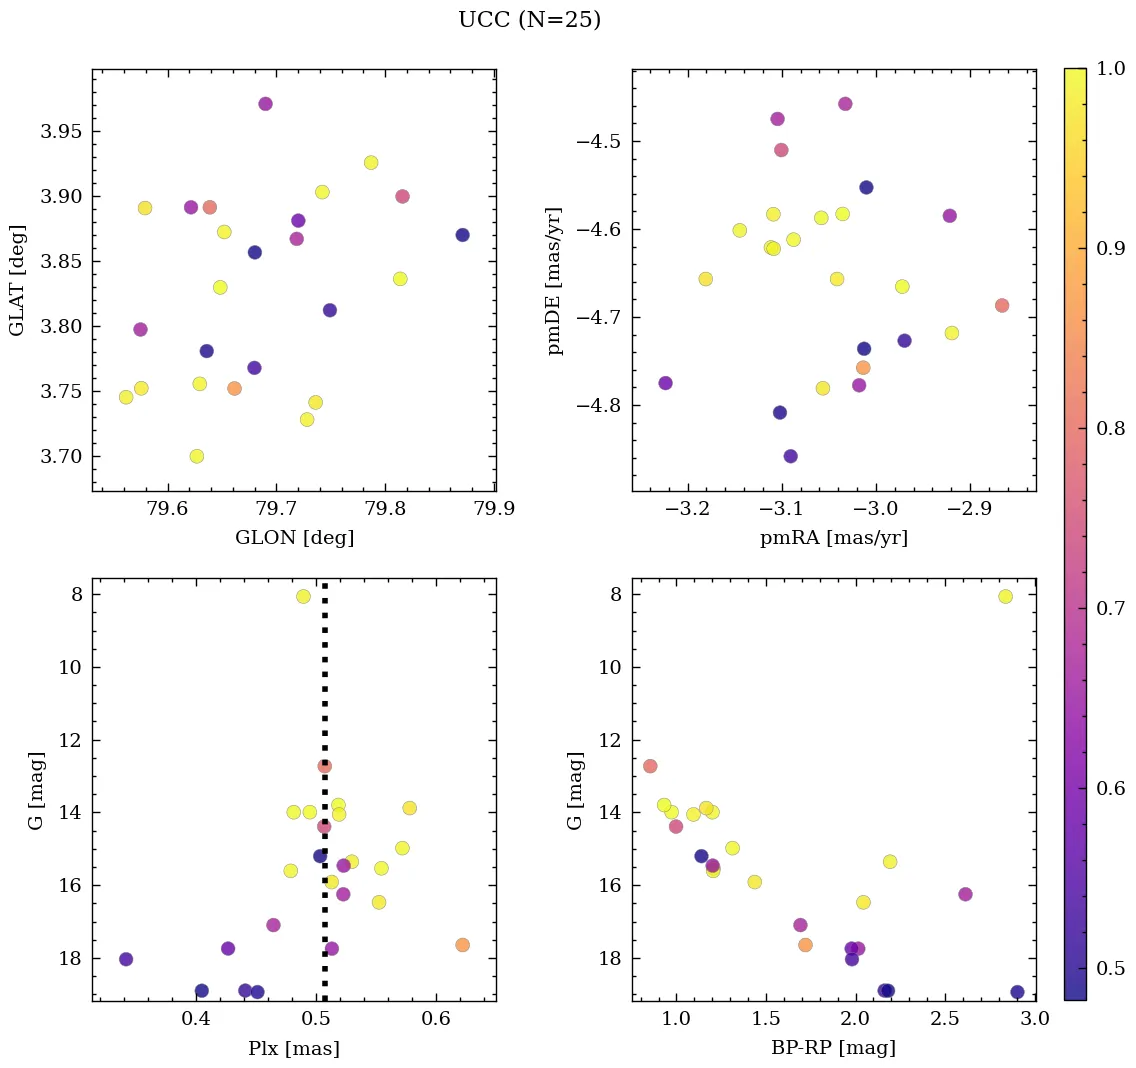 UCC (N=25)
3.95
3.90
3.85
3.80
3.75
3.70
GLAT [deg]
79.6 79.7 79.8 79.9
GLON [deg]
−4.5
−4.6
−4.7
−4.8
pmDE [mas/yr]
−3.2 −3.1 −3.0 −2.9
pmRA [mas/yr]
8
10
12
14
16
18
G [mag]
0.4 0.5 0.6
Plx [mas]
8
10
12
14
16
18
G [mag]
1.0 1.5 2.0 2.5 3.0
BP-RP [mag]
1.0
0.9
0.8
0.7
0.6
0.5